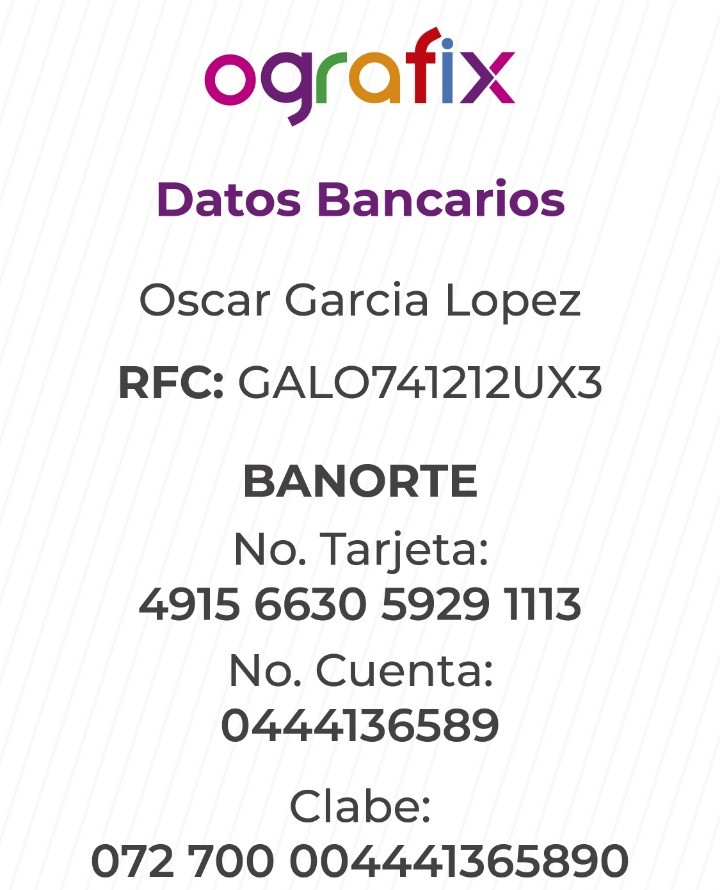 ografix
Datos Bancarios
Oscar Garcia Lopez
RFC: GALO741212UX3
BANORTE
No. Tarjeta:
4915 6630 5929 1113
No. Cuenta:
0444136589
Clabe:
072 700 004441365890